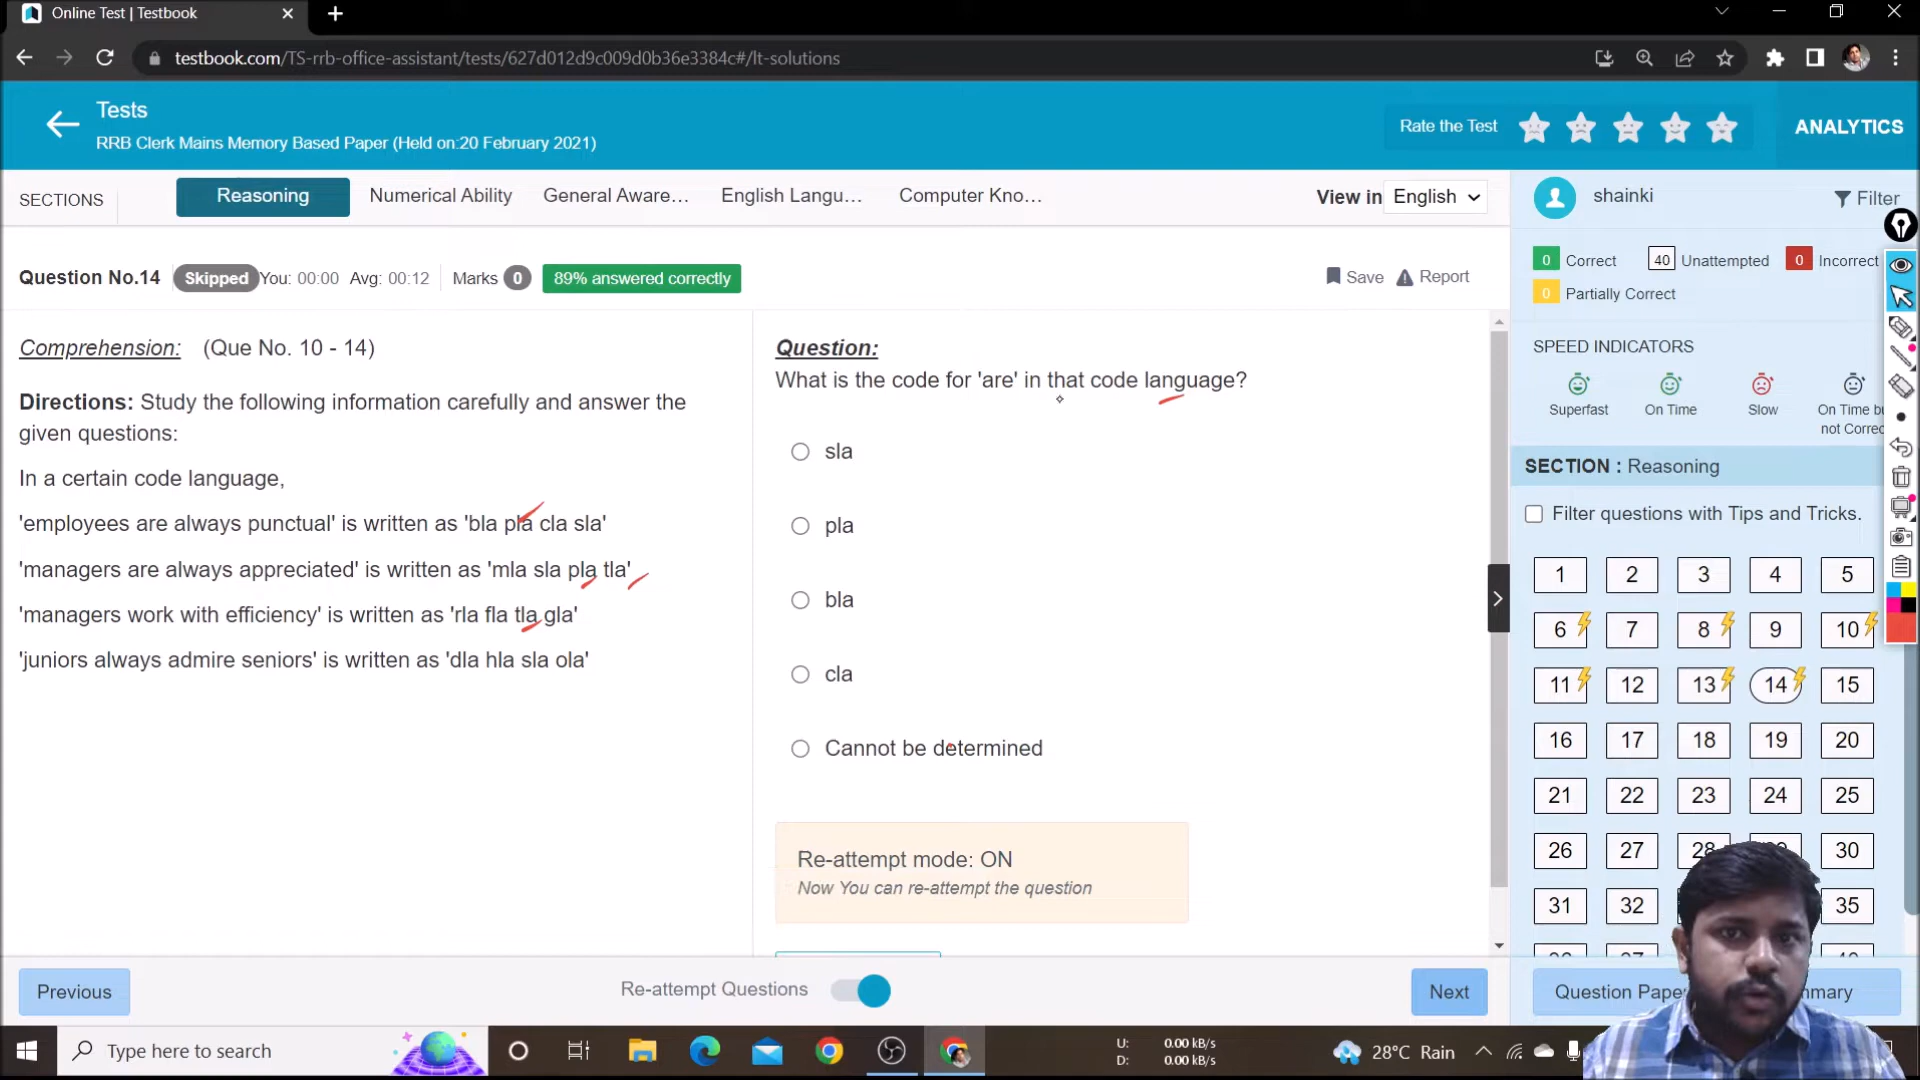 Online Test | Testbook
testbook.com/TS-rrb-office-assistant/tests/627d012d9c009d0b36e3384c#/lt-solutions
Tests
RRB Clerk Mains Memory Based Paper (Held on:20 February 2021)
Rate the Test
ANALYTICS
SECTIONS
Reasoning
Numerical Ability
General Aware...
English Langu...
Computer Kno...
View in English
shainki
Filter
Question No.14 Skipped You: 00:00 Avg: 00:12 Marks 0 89% answered correctly
Save Report
0 Correct 40 Unattempted 0 Incorrect
0 Partially Correct
SPEED INDICATORS
Superfast On Time Slow On Time bu
not Correc
Comprehension: (Que No. 10 - 14)
Directions: Study the following information carefully and answer the
given questions:
In a certain code language,
'employees are always punctual' is written as 'bla pla cla sla'
'managers are always appreciated' is written as 'mla sla pla tla'
'managers work with efficiency' is written as 'rla fla tla gla'
'juniors always admire seniors' is written as 'dla hla sla ola'
Question:
What is the code for 'are' in that code language?
sla
pla
bla
cla
Cannot be determined
Re-attempt mode: ON
Now You can re-attempt the question
SECTION : Reasoning
Filter questions with Tips and Tricks.
1 2 3 4 5
6 7 8 9 10
11 12 13 14 15
16 17 18 19 20
21 22 23 24 25
26 27 28 30
31 32 35
Previous
Re-attempt Questions
Next
Question Paper
mmary
Type here to search
U: 0.00 kB/s
D: 0.00 kB/s
28°C Rain